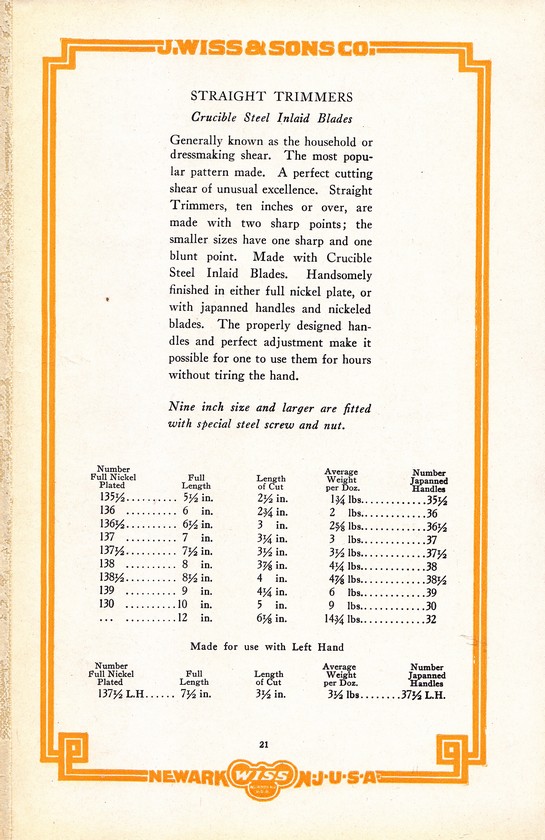 J.WISS & SONS CO.
STRAIGHT TRIMMERS
Crucible Steel Inlaid Blades
Generally known as the household or
dressmaking shear. The most popu-
lar pattern made. A perfect cutting
shear of unusual excellence. Straight
Trimmers, ten inches or over, are
made with two sharp points; the
smaller sizes have one sharp and one
blunt point. Made with Crucible
Steel Inlaid Blades. Handsomely
finished in either full nickel plate, or
with japanned handles and nickeled
blades. The properly designed han-
dles and perfect adjustment make it
possible for one to use them for hours
without tiring the hand.
Nine inch size and larger are fitted
with special steel screw and nut.
Number Full Nickel Plated Full Length Length of Cut Average Weight per Doz. Number Japanned Handles
135½.......... 5½ in. 2½ in. 1¾ lbs............35½
136 .......... 6 in. 2¾ in. 2 lbs............36
136½.......... 6½ in. 3 in. 2⅝ lbs............36½
137 .......... 7 in. 3¼ in. 3 lbs............37
137½.......... 7½ in. 3½ in. 3½ lbs............37½
138 .......... 8 in. 3⅞ in. 4¼ lbs............38
138½.......... 8½ in. 4 in. 4⅞ lbs............38½
139 .......... 9 in. 4¼ in. 6 lbs............39
130 ..........10 in. 5 in. 9 lbs............30
... ..........12 in. 6⅛ in. 14¾ lbs............32
Made for use with Left Hand
Number Full Nickel Plated Full Length Length of Cut Average Weight per Doz. Number Japanned Handles
137½ L.H...... 7½ in. 3½ in. 3½ lbs........37½ L.H.
21
NEWARK WISS N.J.U.S.A.